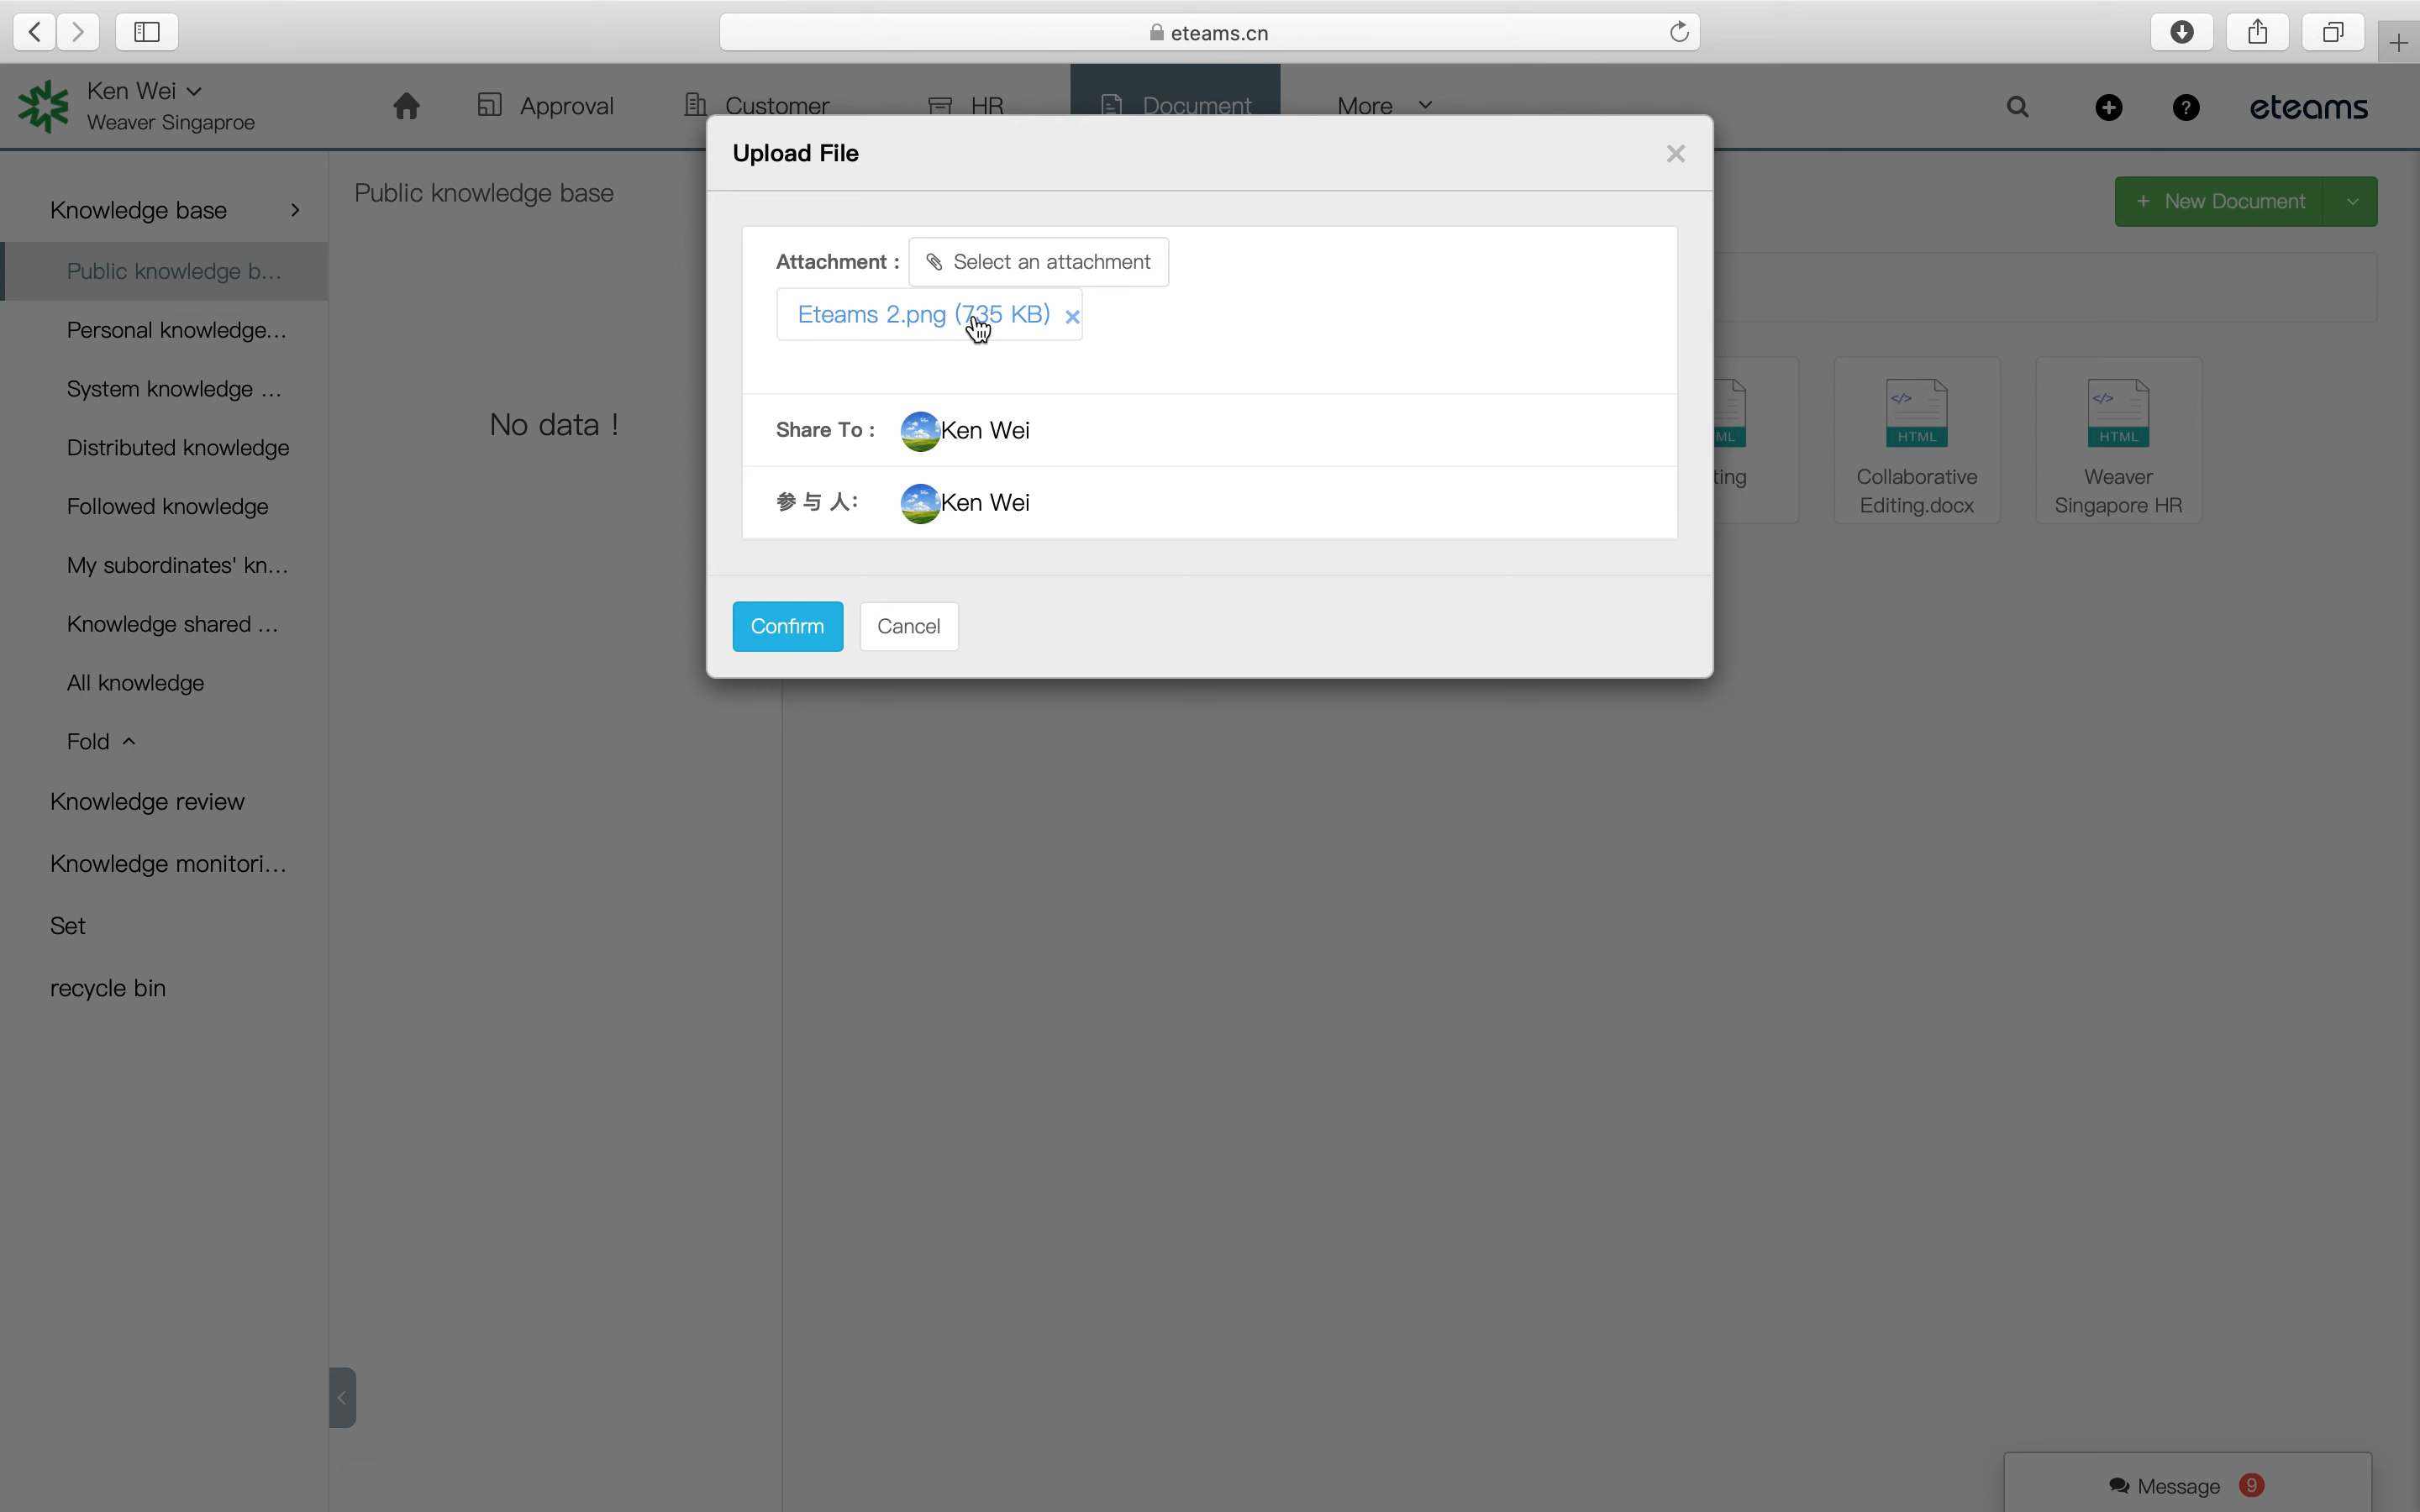 eteams.cn
Ken Wei
Weaver Singaproe
Approval
Customer
HR
Document
More
eteams
Knowledge base
Public knowledge b...
Personal knowledge...
System knowledge ...
Distributed knowledge
Followed knowledge
My subordinates' kn...
Knowledge shared ...
All knowledge
Fold
Knowledge review
Knowledge monitori...
Set
recycle bin
Public knowledge base
No data !
Upload File
Attachment :
Select an attachment
Eteams 2.png (735 KB)
Share To :
Ken Wei
参与人:
Ken Wei
Confirm
Cancel
+ New Document
ML
ting
</>
HTML
Collaborative
Editing.docx
</>
HTML
Weaver
Singapore HR
Message 9